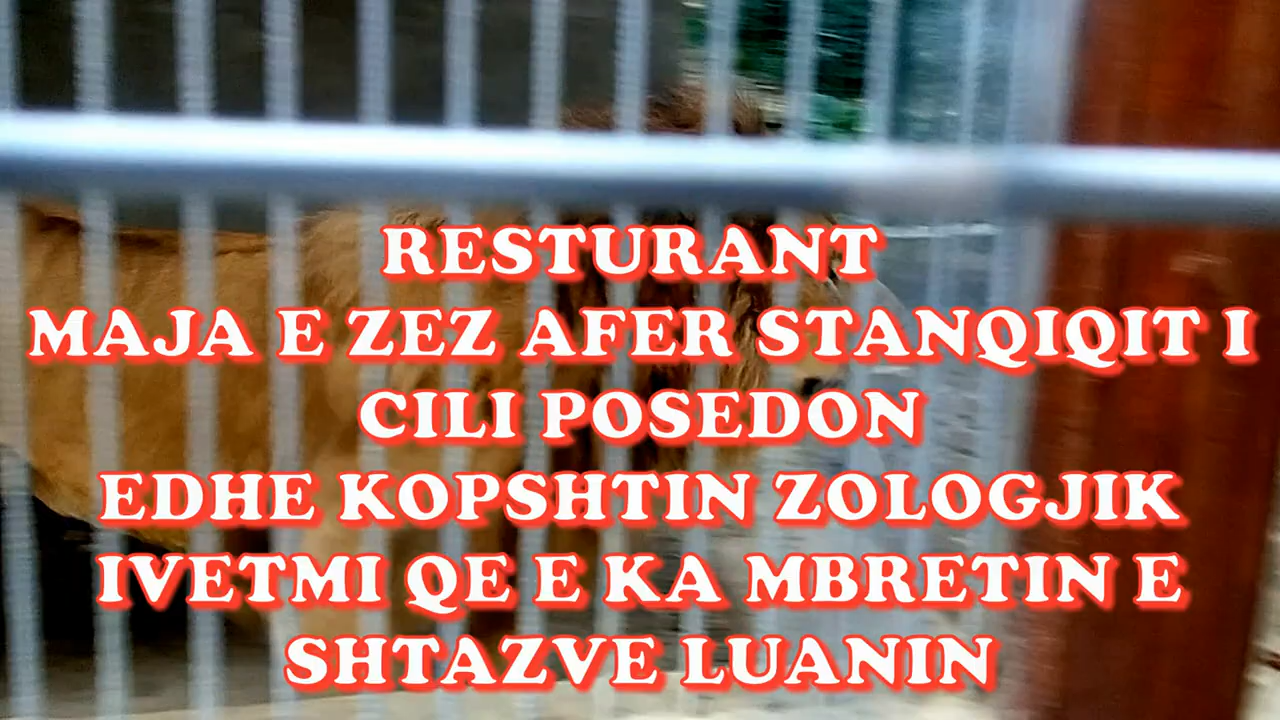 RESTURANT
MAJA E ZEZ AFER STANQIQIT I
CILI POSEDON
EDHE KOPSHTIN ZOLOGJIK
IVETMI QE E KA MBRETIN E
SHTAZVE LUANIN